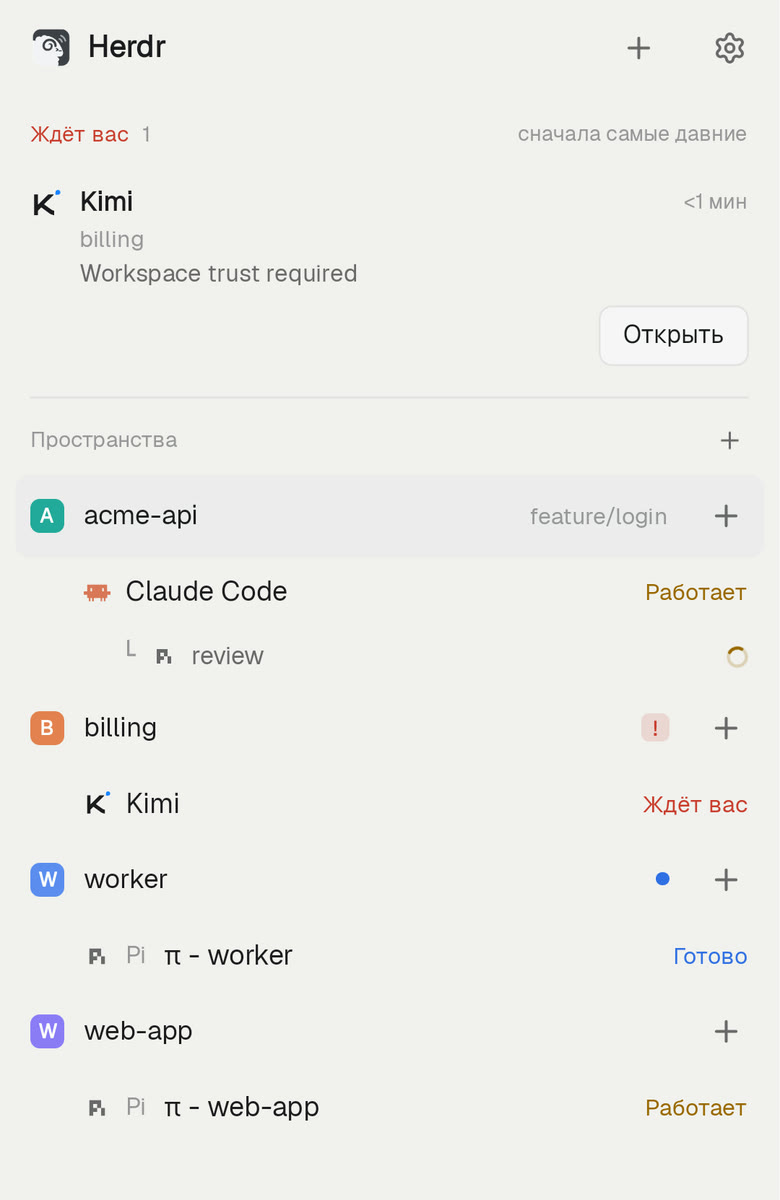 Herdr
Ждёт вас 1 сначала самые давние
Kimi <1 мин
billing
Workspace trust required
Открыть
Пространства
A acme-api feature/login
Claude Code Работает
review
B billing !
Kimi Ждёт вас
W worker
Pi π - worker Готово
W web-app
Pi π - web-app Работает